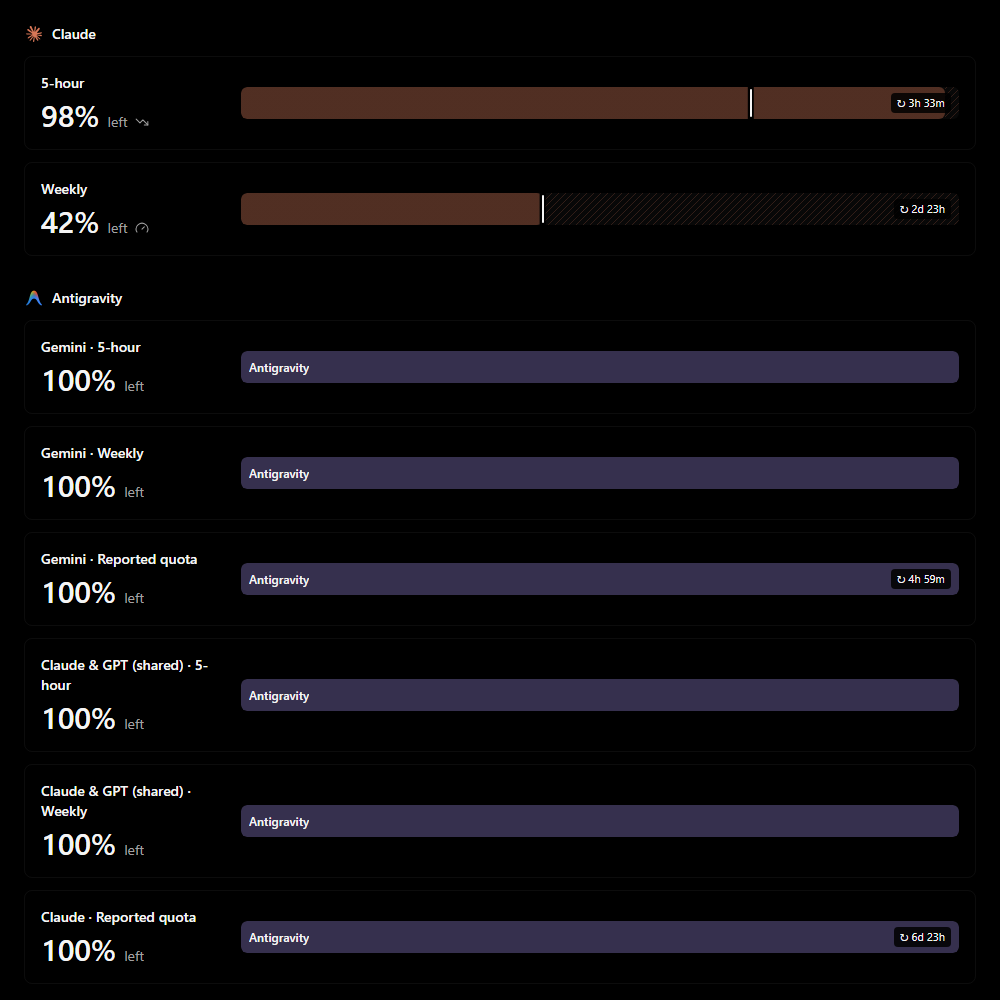 Claude
5-hour
98% left
↻ 3h 33m
Weekly
42% left
↻ 2d 23h
Antigravity
Gemini · 5-hour
100% left
Antigravity
Gemini · Weekly
100% left
Antigravity
Gemini · Reported quota
100% left
Antigravity
↻ 4h 59m
Claude & GPT (shared) · 5-
hour
100% left
Antigravity
Claude & GPT (shared) ·
Weekly
100% left
Antigravity
Claude · Reported quota
100% left
Antigravity
↻ 6d 23h